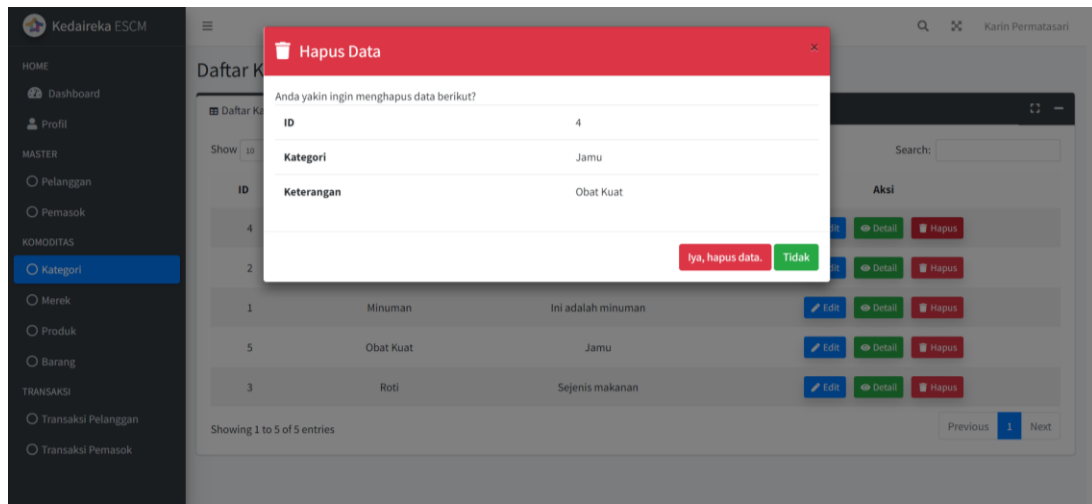 Kedaireka ESCM
Karin Permatasari
HOME
Dashboard
Profil
MASTER
Pelanggan
Pemasok
KOMODITAS
Kategori
Merek
Produk
Barang
TRANSAKSI
Transaksi Pelanggan
Transaksi Pemasok
Daftar K
Daftar Ka
Show 10
Search:
Hapus Data
×
Anda yakin ingin menghapus data berikut?
ID 4
Kategori Jamu
Keterangan Obat Kuat
Iya, hapus data. Tidak
ID Aksi
4 Detail Hapus
2 Detail Hapus
1 Minuman Ini adalah minuman Edit Detail Hapus
5 Obat Kuat Jamu Edit Detail Hapus
3 Roti Sejenis makanan Edit Detail Hapus
Showing 1 to 5 of 5 entries
Previous 1 Next